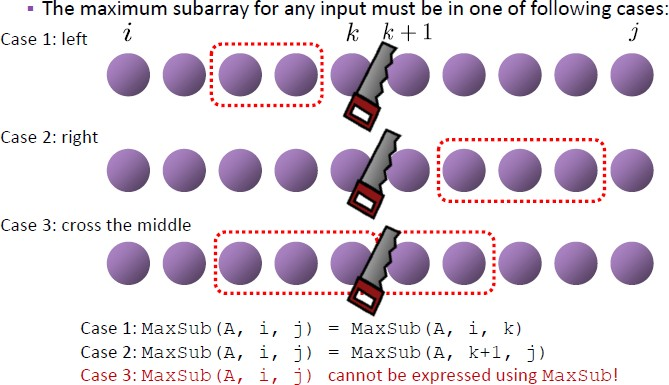 ▪ The maximum subarray for any input must be in one of following cases:
Case 1: left
i k k + 1 j
Case 2: right
Case 3: cross the middle
Case 1: MaxSub(A, i, j) = MaxSub(A, i, k)
Case 2: MaxSub(A, i, j) = MaxSub(A, k+1, j)
Case 3: MaxSub(A, i, j) cannot be expressed using MaxSub!